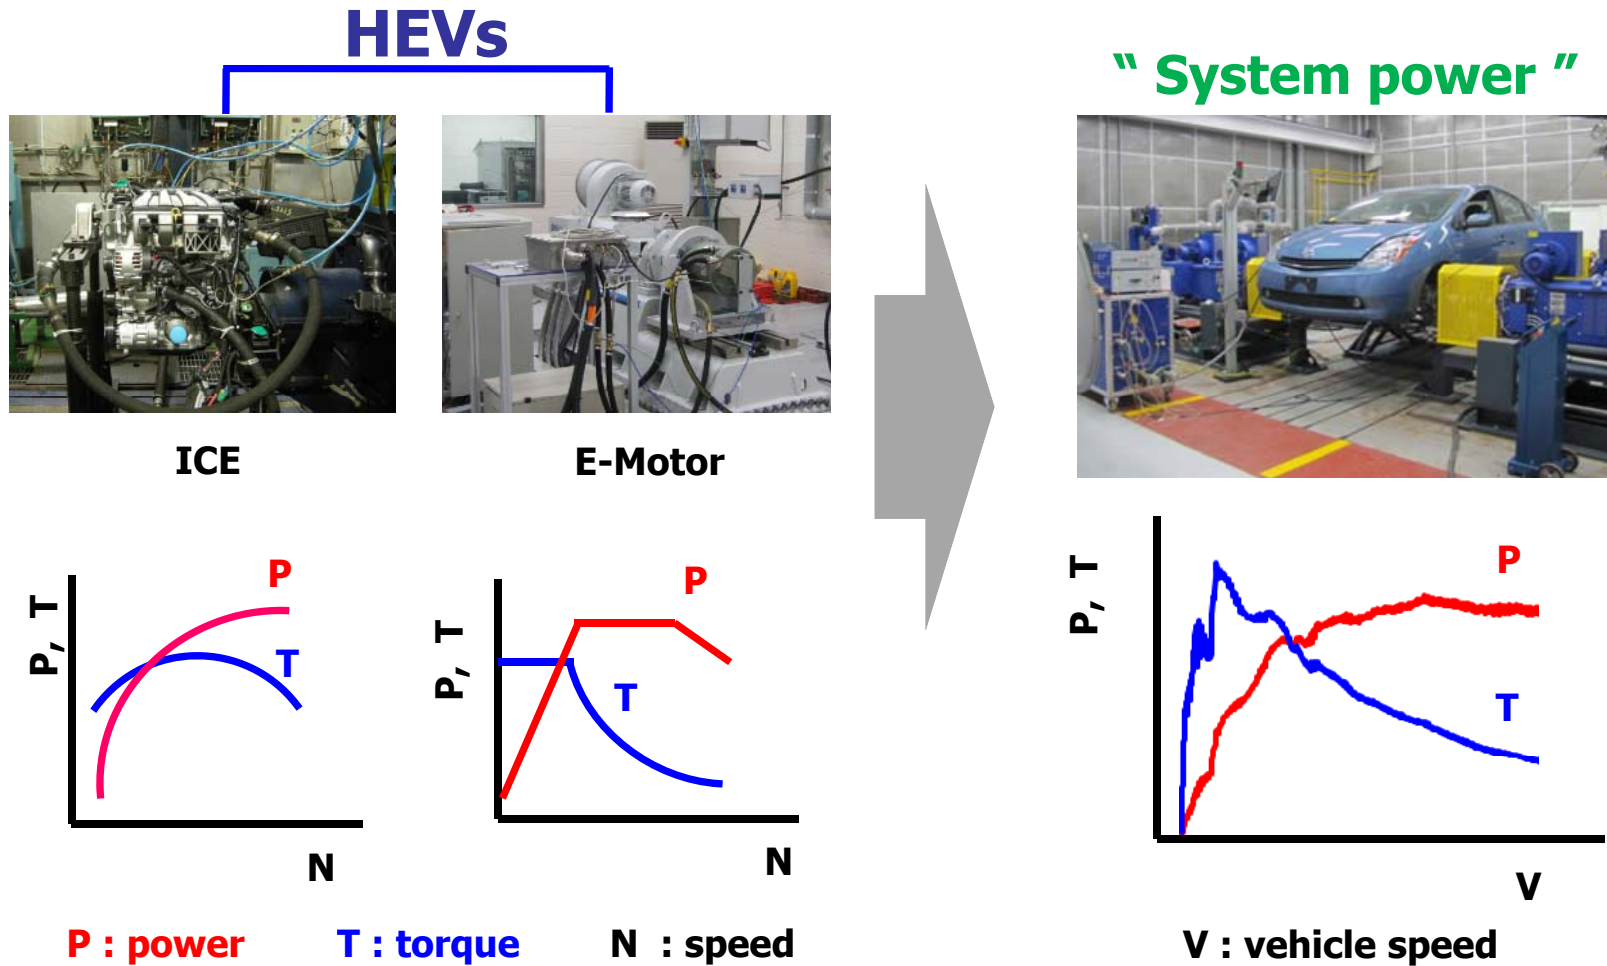 HEVs
“ System power ”
ICE
E-Motor
P, T
P
T
N
P, T
P
T
N
P, T
P
T
V
P : power
T : torque
N : speed
V : vehicle speed